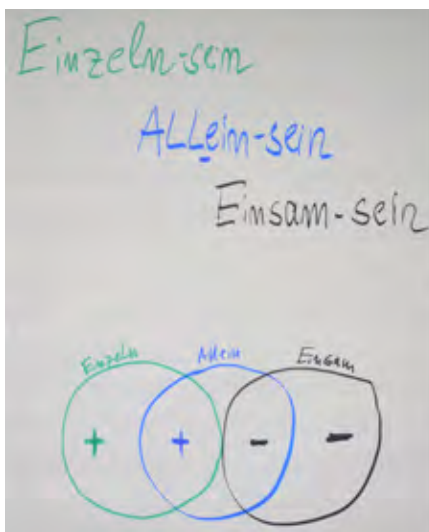 Einzeln-sein
ALLein-sein
Einsam-sein
Einzeln Allein Einsam
+ + - -